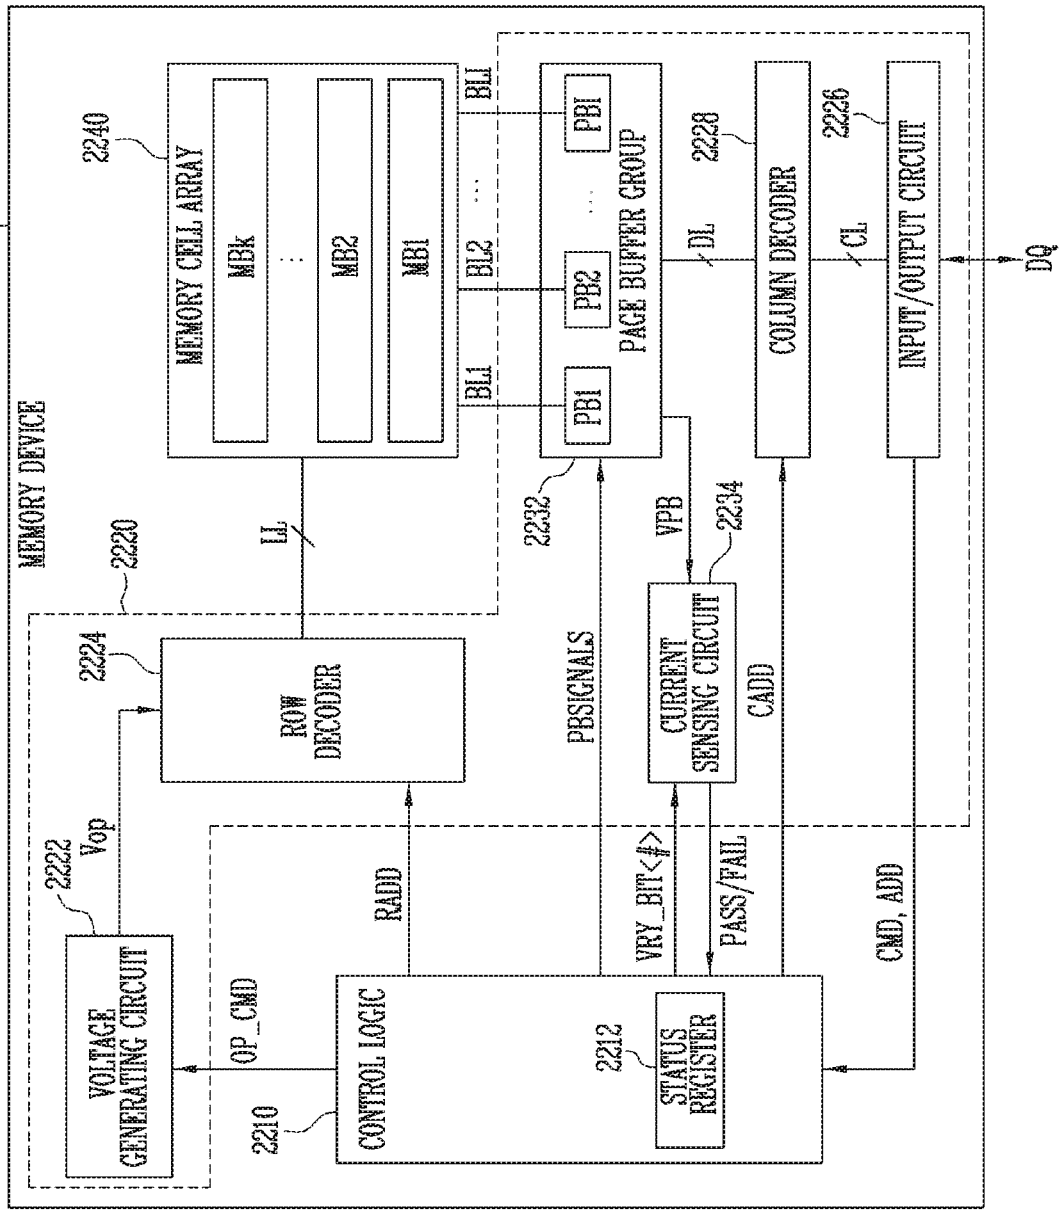 MEMORY DEVICE
2220
2222
VOLTAGE
GENERATING CIRCUIT
Vop
2224
ROW
DECODER
LL
2240
MEMORY CELL ARRAY
MBk
...
MB2
MB1
OP_CMD
RADD
BL1
BL2
...
BLI
2210
CONTROL LOGIC
2212
STATUS
REGISTER
PBSIGNALS
2232
PB1
PB2
...
PBI
PAGE BUFFER GROUP
VRY_BIT<#>
PASS/FAIL
CURRENT
SENSING CIRCUIT
2234
VPB
DL
CADD
COLUMN DECODER
2228
CL
CMD, ADD
INPUT/OUTPUT CIRCUIT
2226
DQ